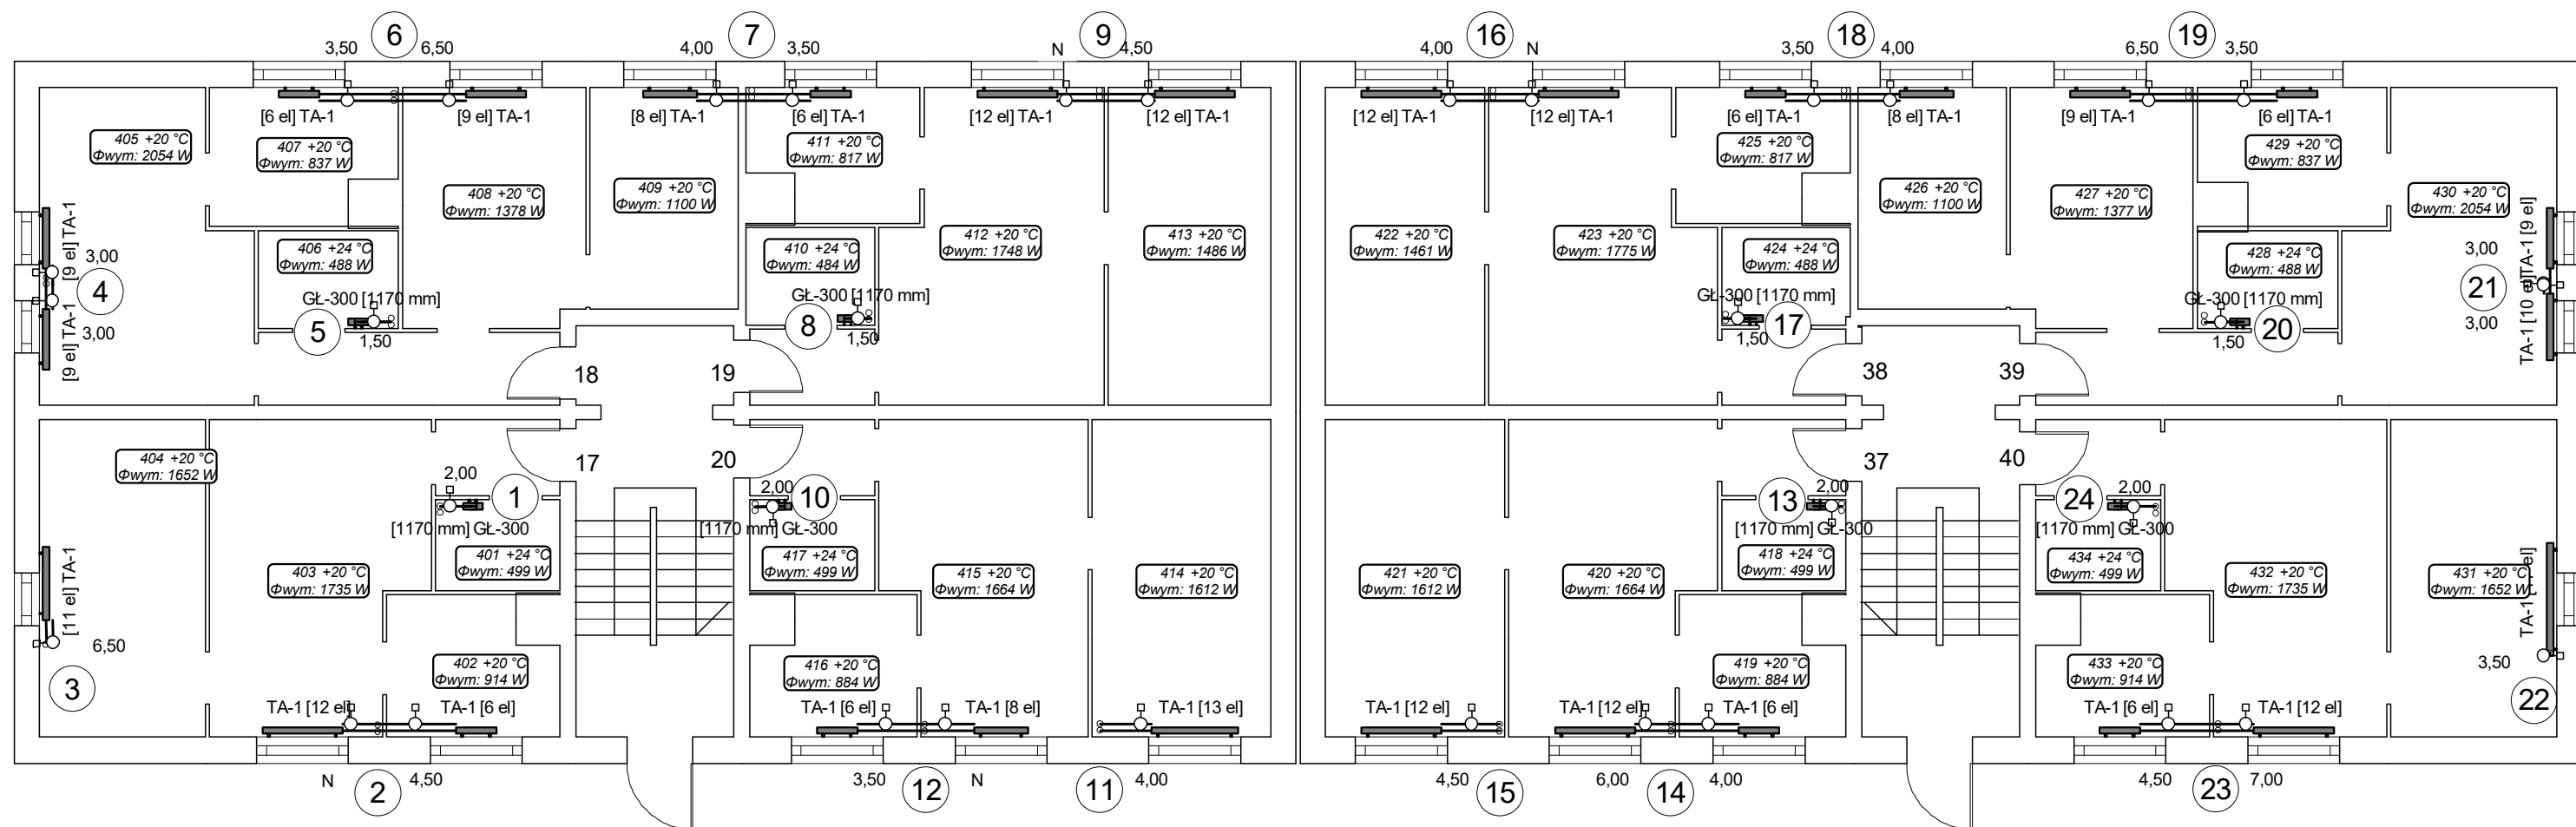 6
7
9
16
18
19
3,50
6,50
4,00
3,50
N
4,50
4,00
N
3,50
4,00
6,50
3,50
[6 el] TA-1
[9 el] TA-1
[8 el] TA-1
[6 el] TA-1
[12 el] TA-1
[12 el] TA-1
[12 el] TA-1
[12 el] TA-1
[6 el] TA-1
[8 el] TA-1
[9 el] TA-1
[6 el] TA-1
405 +20 °C
Φwym: 2054 W
407 +20 °C
Φwym: 837 W
411 +20 °C
Φwym: 817 W
425 +20 °C
Φwym: 817 W
429 +20 °C
Φwym: 837 W
408 +20 °C
Φwym: 1378 W
409 +20 °C
Φwym: 1100 W
426 +20 °C
Φwym: 1100 W
427 +20 °C
Φwym: 1377 W
430 +20 °C
Φwym: 2054 W
406 +24 °C
Φwym: 488 W
410 +24 °C
Φwym: 484 W
412 +20 °C
Φwym: 1748 W
413 +20 °C
Φwym: 1486 W
422 +20 °C
Φwym: 1461 W
423 +20 °C
Φwym: 1775 W
424 +24 °C
Φwym: 488 W
428 +24 °C
Φwym: 488 W
[9 el] TA-1
3,00
4
3,00
[9 el] TA-1
GŁ-300 [1170 mm]
5
1,50
GŁ-300 [1170 mm]
8
1,50
GŁ-300 [1170 mm]
17
1,50
GŁ-300 [1170 mm]
20
1,50
TA-1 [9 el]
3,00
21
3,00
TA-1 [10 el]
18
19
38
39
17
20
37
40
404 +20 °C
Φwym: 1652 W
2,00
1
[1170 mm] GŁ-300
2,00
10
[1170 mm] GŁ-300
2,00
13
[1170 mm] GŁ-300
2,00
24
[1170 mm] GŁ-300
401 +24 °C
Φwym: 499 W
417 +24 °C
Φwym: 499 W
418 +24 °C
Φwym: 499 W
434 +24 °C
Φwym: 499 W
403 +20 °C
Φwym: 1735 W
415 +20 °C
Φwym: 1664 W
414 +20 °C
Φwym: 1612 W
421 +20 °C
Φwym: 1612 W
420 +20 °C
Φwym: 1664 W
432 +20 °C
Φwym: 1735 W
431 +20 °C
Φwym: 1652 W
[11 el] TA-1
6,50
3
TA-1
el]
3,50
22
402 +20 °C
Φwym: 914 W
416 +20 °C
Φwym: 884 W
419 +20 °C
Φwym: 884 W
433 +20 °C
Φwym: 914 W
TA-1 [12 el]
TA-1 [6 el]
TA-1 [6 el]
TA-1 [8 el]
TA-1 [13 el]
TA-1 [12 el]
TA-1 [12 el]
TA-1 [6 el]
TA-1 [6 el]
TA-1 [12 el]
N
2
4,50
3,50
12
N
11
4,00
4,50
15
6,00
14
4,00
4,50
23
7,00